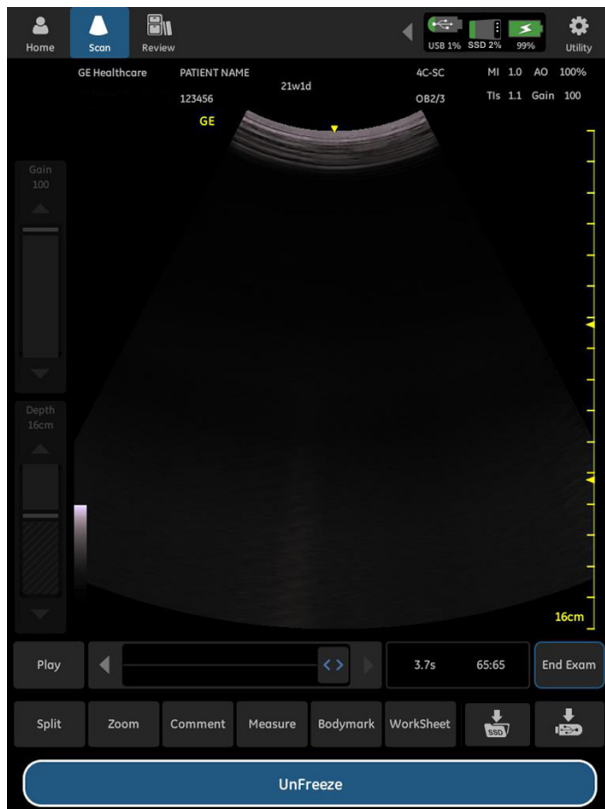 USB 1% SSD 2% 99%
Home Scan Review Utility
GE Healthcare PATIENT NAME 4C-SC MI 1.0 AO 100%
21w1d
123456 OB2/3 TIs 1.1 Gain 100
GE
Gain
100
Depth
16cm
16cm
Play 3.7s 65:65 End Exam
Split Zoom Comment Measure Bodymark WorkSheet SSD
UnFreeze